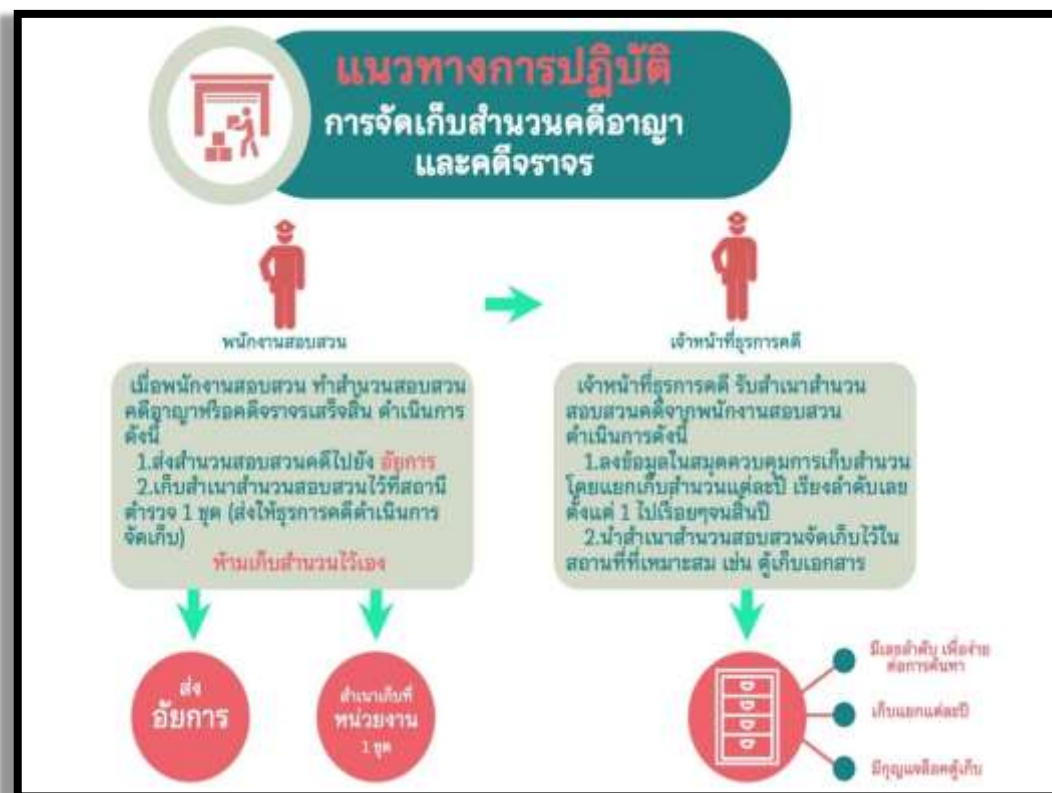 แนวทางการปฏิบัติ
การจัดเก็บสำนวนคดีอาญา
และคดีจราจร
พนักงานสอบสวน
เมื่อพนักงานสอบสวน ทำสำนวนสอบสวน
คดีอาญาหรือคดีจราจรเสร็จสิ้น ดำเนินการ
ดังนี้
1.ส่งสำนวนสอบสวนคดีไปยัง อัยการ
2.เก็บสำเนาสำนวนสอบสวนไว้ที่สถานี
ตำรวจ 1 ชุด (ส่งให้ธุรการคดีดำเนินการ
จัดเก็บ)
ห้ามเก็บสำนวนไว้เอง
ส่ง
อัยการ
สำเนาเก็บที่
หน่วยงาน
1 ชุด
เจ้าหน้าที่ธุรการคดี
เจ้าหน้าที่ธุรการคดี รับสำเนาสำนวน
สอบสวนคดีจากพนักงานสอบสวน
ดำเนินการดังนี้
1.ลงข้อมูลในสมุดควบคุมการเก็บสำนวน
โดยแยกเก็บสำนวนแต่ละปี เรียงลำดับเลข
ตั้งแต่ 1 ไปเรื่อยๆจนสิ้นปี
2.นำสำเนาสำนวนสอบสวนจัดเก็บไว้ใน
สถานที่ที่เหมาะสม เช่น ตู้เก็บเอกสาร
มีเลขลำดับ เพื่อง่าย
ต่อการค้นหา
เก็บแยกแต่ละปี
มีกุญแจล็อคตู้เก็บ